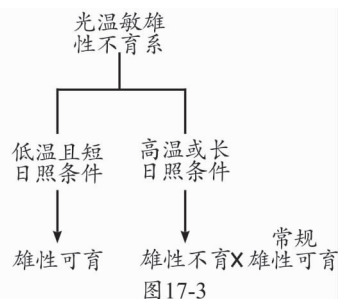 光温敏雄
性不育系
低温且短
日照条件
高温或长
日照条件
雄性可育
雄性不育X
常规
雄性可育
图17-3